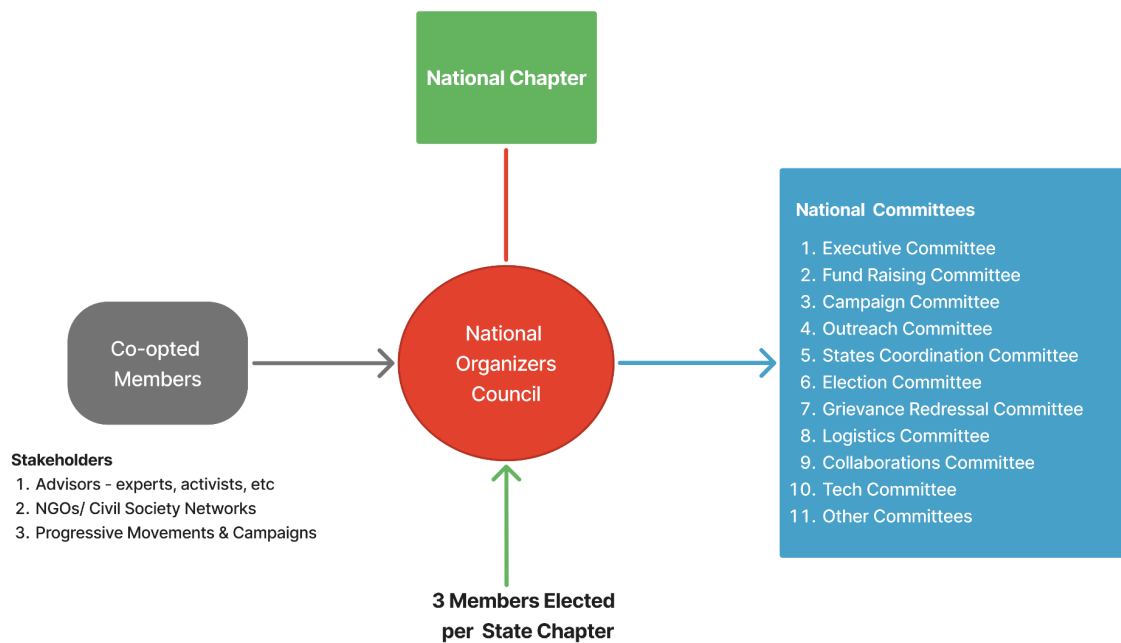 National Chapter
National Committees
1. Executive Committee
2. Fund Raising Committee
3. Campaign Committee
4. Outreach Committee
5. States Coordination Committee
6. Election Committee
7. Grievance Redressal Committee
8. Logistics Committee
9. Collaborations Committee
10. Tech Committee
11. Other Committees
National
Organizers
Council
Co-opted
Members
Stakeholders
1. Advisors - experts, activists, etc
2. NGOs/ Civil Society Networks
3. Progressive Movements & Campaigns
3 Members Elected
per State Chapter